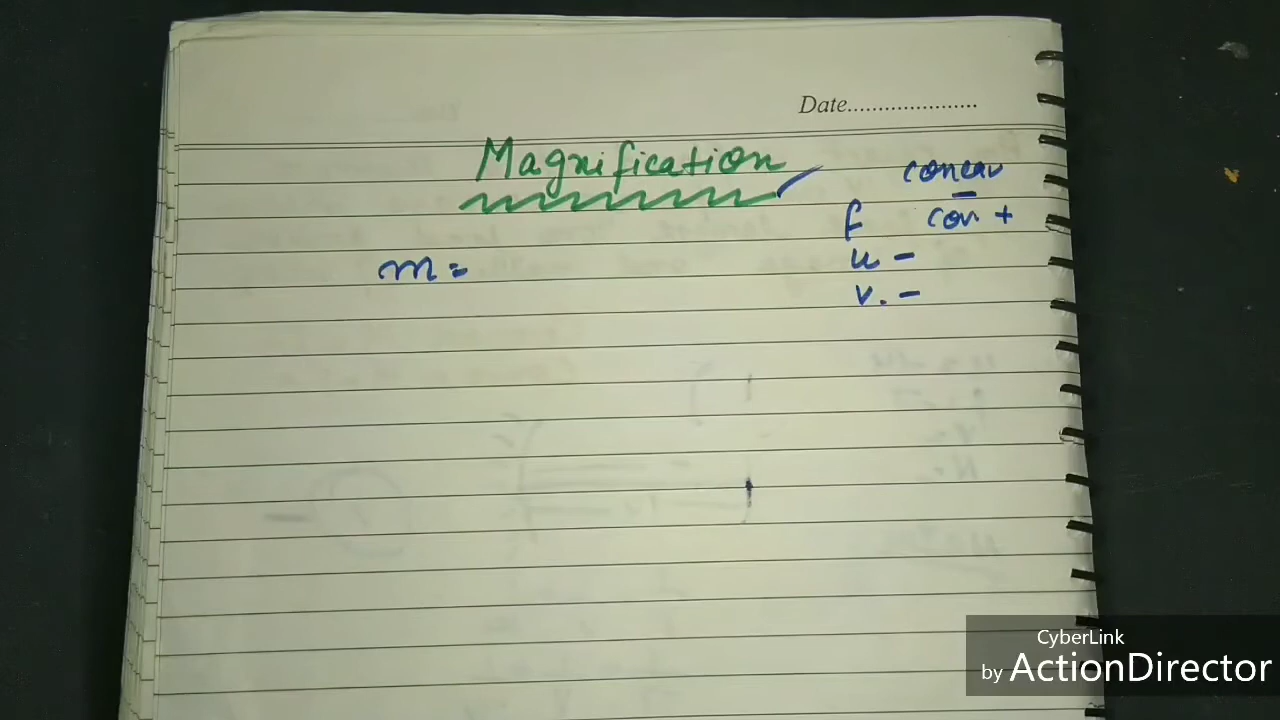 Date....................
Magnification
concav
f - con +
m =
u -
v. -
CyberLink
by ActionDirector